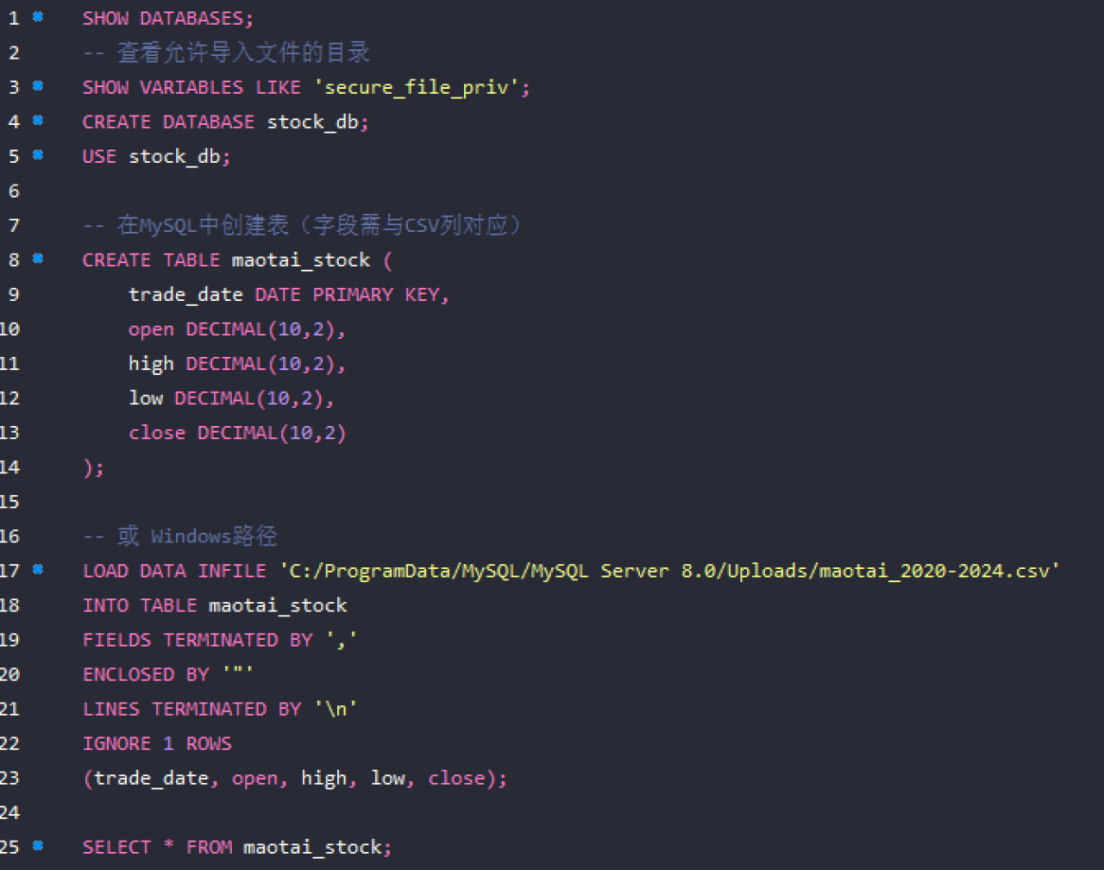 1 SHOW DATABASES;
2 -- 查看允许导入文件的目录
3 SHOW VARIABLES LIKE 'secure_file_priv';
4 CREATE DATABASE stock_db;
5 USE stock_db;
6
7 -- 在MySQL中创建表（字段需与CSV列对应）
8 CREATE TABLE maotai_stock (
9 trade_date DATE PRIMARY KEY,
10 open DECIMAL(10,2),
11 high DECIMAL(10,2),
12 low DECIMAL(10,2),
13 close DECIMAL(10,2)
14 );
15
16 -- 或 Windows路径
17 LOAD DATA INFILE 'C:/ProgramData/MySQL/MySQL Server 8.0/Uploads/maotai_2020-2024.csv'
18 INTO TABLE maotai_stock
19 FIELDS TERMINATED BY ','
20 ENCLOSED BY '"'
21 LINES TERMINATED BY '\n'
22 IGNORE 1 ROWS
23 (trade_date, open, high, low, close);
24
25 SELECT * FROM maotai_stock;